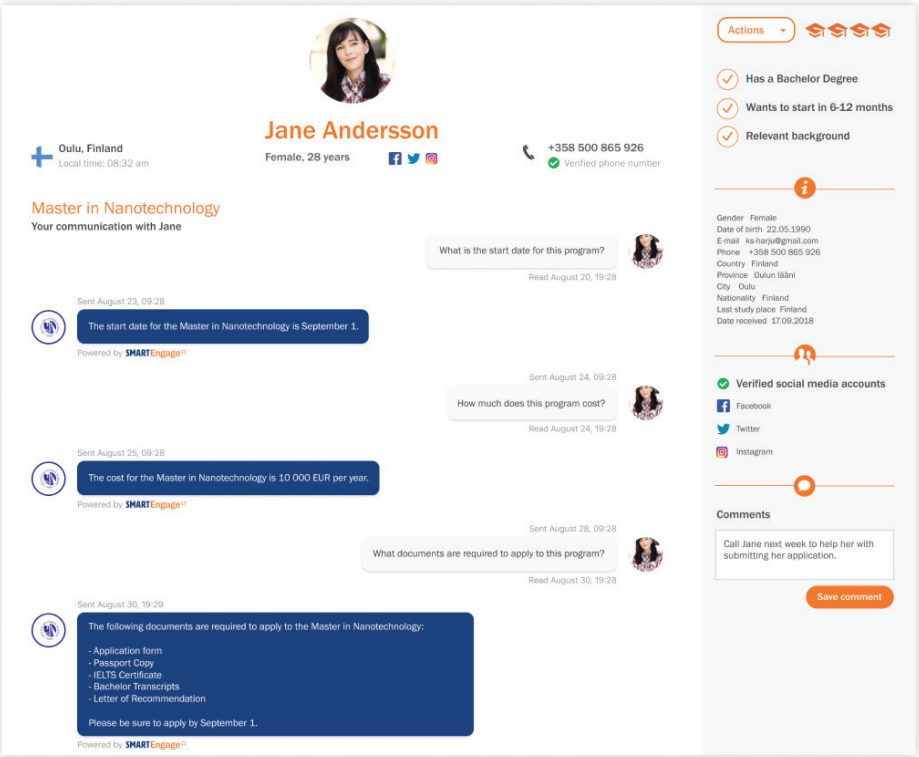 Jane Andersson
Oulu, Finland
Local time: 08:32 am
Female, 28 years
+358 500 865 926
Verified phone number
Master in Nanotechnology
Your communication with Jane
What is the start date for this program?
Read August 20, 19:28
Sent August 23, 09:28
The start date for the Master in Nanotechnology is September 1.
Powered by SMARTEngage
Sent August 24, 09:28
How much does this program cost?
Read August 24, 19:28
Sent August 25, 09:28
The cost for the Master in Nanotechnology is 10 000 EUR per year.
Powered by SMARTEngage
Sent August 28, 09:28
What documents are required to apply to this program?
Read August 30, 19:28
Sent August 30, 19:29
The following documents are required to apply to the Master in Nanotechnology:
- Application form
- Passport Copy
- IELTS Certificate
- Bachelor Transcripts
- Letter of Recommendation
Please be sure to apply by September 1.
Powered by SMARTEngage
Actions
Has a Bachelor Degree
Wants to start in 6-12 months
Relevant background
Gender Female
Date of birth 22.05.1990
E-mail ks-harju@gmail.com
Phone +358 500 865 926
Country Finland
Province Oulun lääni
City Oulu
Nationality Finland
Last study place Finland
Date received 17.09.2018
Verified social media accounts
Facebook
Twitter
Instagram
Comments
Call Jane next week to help her with
submitting her application.
Save comment